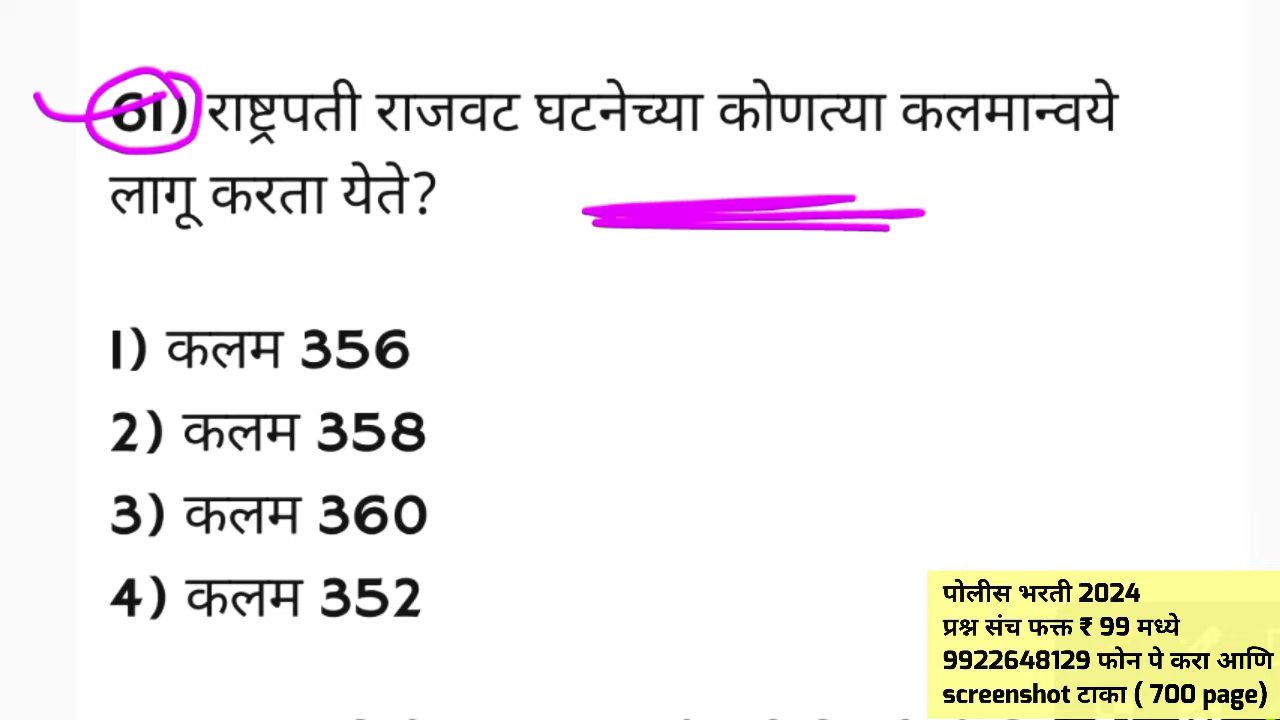 61) राष्ट्रपती राजवट घटनेच्या कोणत्या कलमान्वये
लागू करता येते?
1) कलम 356
2) कलम 358
3) कलम 360
4) कलम 352
पोलीस भरती 2024
प्रश्न संच फक्त ₹ 99 मध्ये
9922648129 फोन पे करा आणि
screenshot टाका ( 700 page)